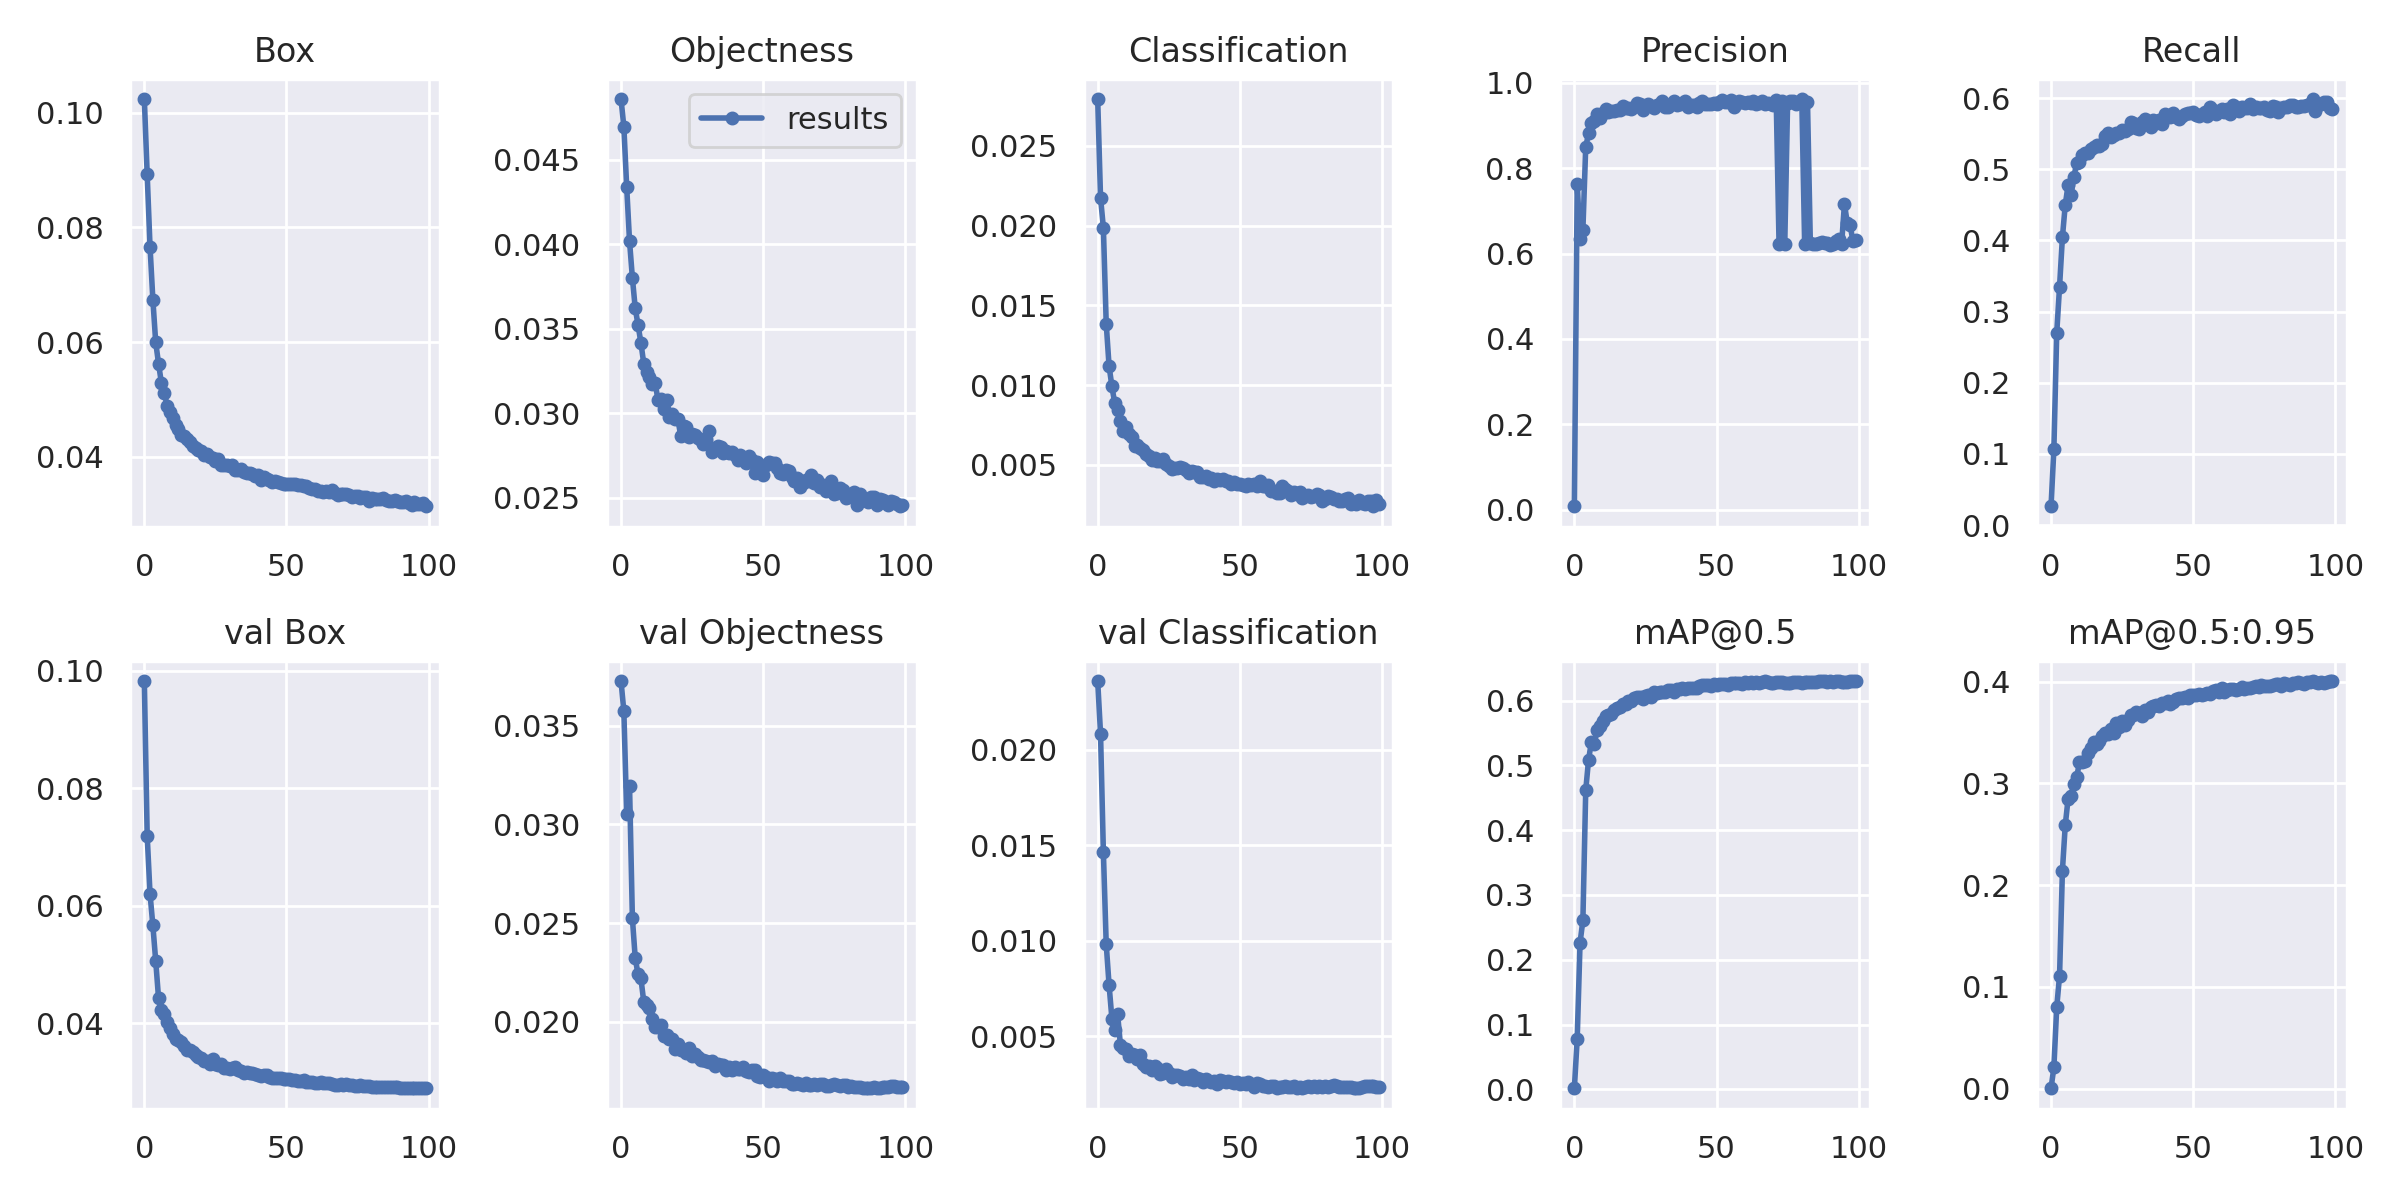 Box
0.10
0.08
0.06
0.04
0 50 100
Objectness
results
0.045
0.040
0.035
0.030
0.025
0 50 100
Classification
0.025
0.020
0.015
0.010
0.005
0 50 100
Precision
1.0
0.8
0.6
0.4
0.2
0.0
0 50 100
Recall
0.6
0.5
0.4
0.3
0.2
0.1
0.0
0 50 100
val Box
0.10
0.08
0.06
0.04
0 50 100
val Objectness
0.035
0.030
0.025
0.020
0 50 100
val Classification
0.020
0.015
0.010
0.005
0 50 100
mAP@0.5
0.6
0.5
0.4
0.3
0.2
0.1
0.0
0 50 100
mAP@0.5:0.95
0.4
0.3
0.2
0.1
0.0
0 50 100